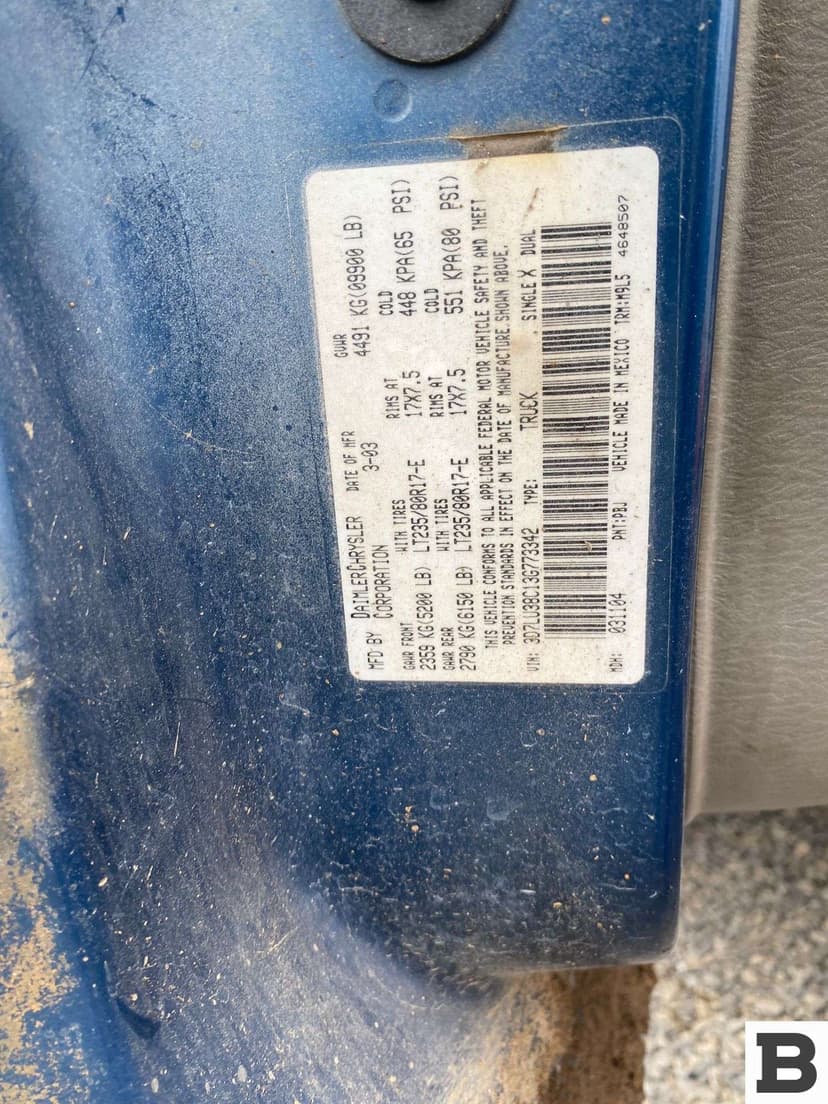 MFD BY DAIMLERCHRYSLER CORPORATION
DATE OF MFR 3-03
GVWR 4491 KG(09900 LB)
GAWR FRONT WITH TIRES RIMS AT COLD
2359 KG(5200 LB) LT235/80R17-E 17X7.5 448 KPA(65 PSI)
GAWR REAR WITH TIRES RIMS AT COLD
2790 KG(6150 LB) LT235/80R17-E 17X7.5 551 KPA(80 PSI)
THIS VEHICLE CONFORMS TO ALL APPLICABLE FEDERAL MOTOR VEHICLE SAFETY AND THEFT
PREVENTION STANDARDS IN EFFECT ON THE DATE OF MANUFACTURE SHOWN ABOVE.
VIN: 3D7LU38C13G773342 TYPE: TRUCK SINGLE X DUAL
MDH: 031104 PNT:PBJ VEHICLE MADE IN MEXICO TRM:M9L5 4648507
B